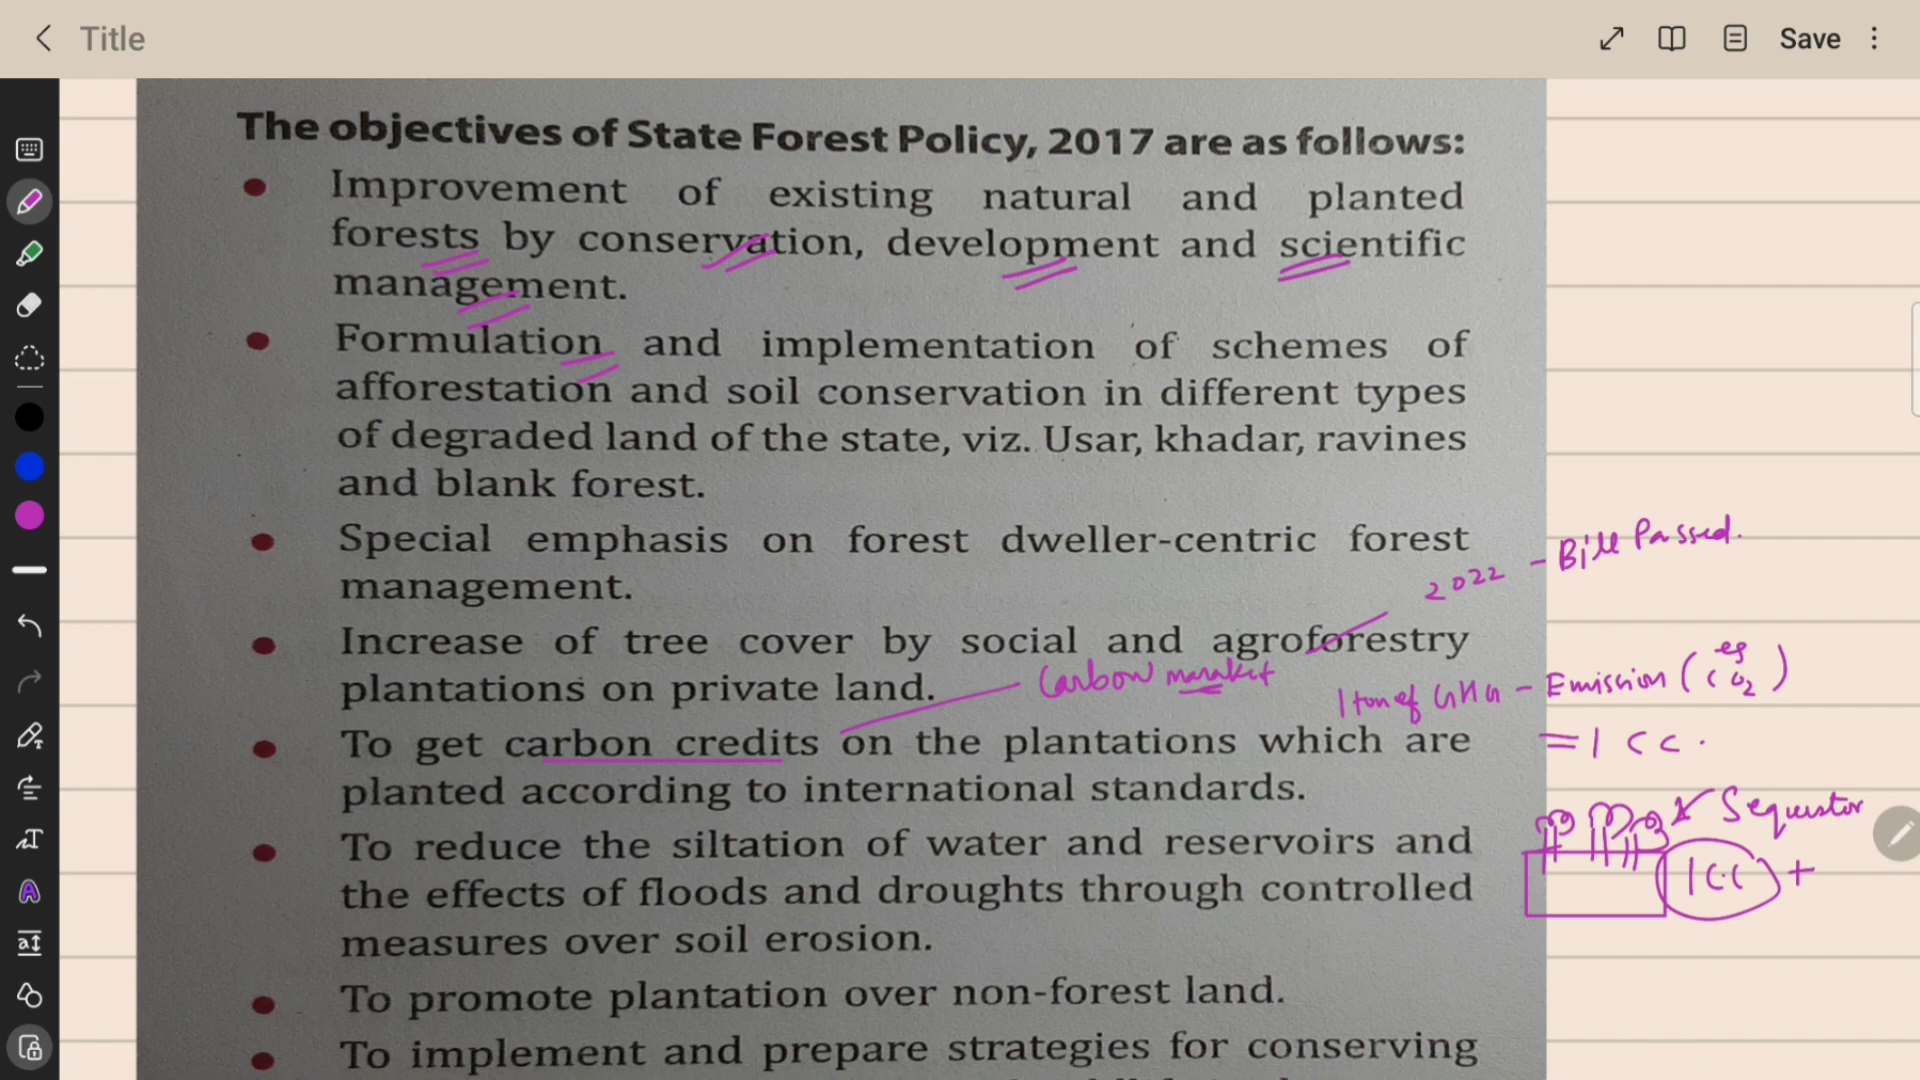 Title
Save
The objectives of State Forest Policy, 2017 are as follows:
Improvement of existing natural and planted
forests by conservation, development and scientific
management.
Formulation and implementation of schemes of
afforestation and soil conservation in different types
of degraded land of the state, viz. Usar, khadar, ravines
and blank forest.
Special emphasis on forest dweller-centric forest
management.
2022 - Bill Passed.
Increase of tree cover by social and agroforestry
plantations on private land.
Carbon market
1 ton of GHG - Emission (eg CO2)
= 1 CC.
To get carbon credits on the plantations which are
planted according to international standards.
Sequestor
1 CC +
To reduce the siltation of water and reservoirs and
the effects of floods and droughts through controlled
measures over soil erosion.
To promote plantation over non-forest land.
To implement and prepare strategies for conserving